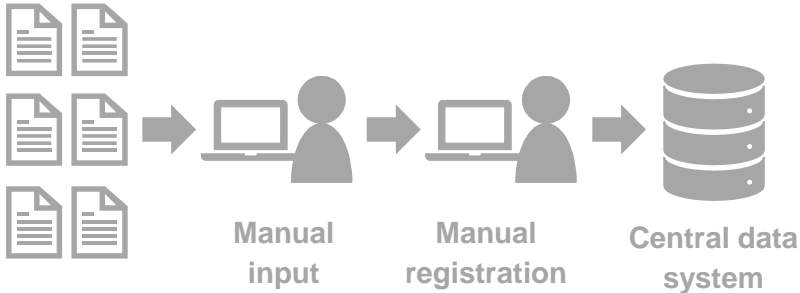 Manual
input
Manual
registration
Central data
system